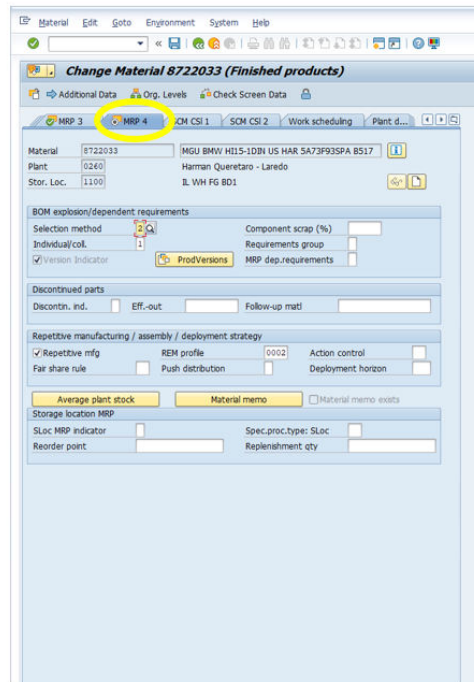 Material Edit Goto Environment System Help
Change Material 8722033 (Finished products)
Additional Data Org. Levels Check Screen Data
MRP 3 MRP 4 SCM CSI 1 SCM CSI 2 Work scheduling Plant d...
Material 8722033 MGU BMW HI15-1DIN US HAR 5A73F93SPA B517
Plant 0260 Harman Queretaro - Laredo
Stor. Loc. 1100 IL WH FG BD1
BOM explosion/dependent requirements
Selection method 2 Component scrap (%)
Individual/coll. 1 Requirements group
Version Indicator ProdVersions MRP dep.requirements
Discontinued parts
Discontin. ind. Eff.-out Follow-up matl
Repetitive manufacturing / assembly / deployment strategy
Repetitive mfg REM profile 0002 Action control
Fair share rule Push distribution Deployment horizon
Average plant stock Material memo Material memo exists
Storage location MRP
SLoc MRP indicator Spec.proc.type: SLoc
Reorder point Replenishment qty